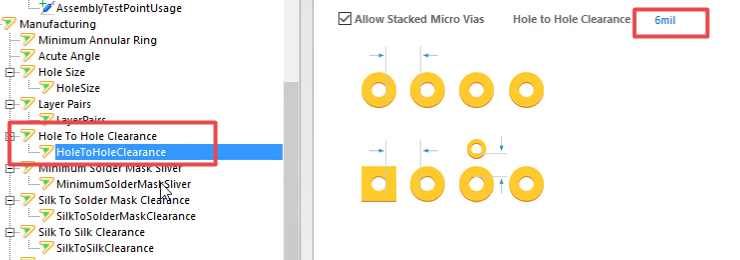 AssemblyTestPointUsage
Manufacturing
Minimum Annular Ring
Acute Angle
Hole Size
HoleSize
Layer Pairs
LayerPairs
Hole To Hole Clearance
HoleToHoleClearance
Minimum Solder Mask Sliver
MinimumSolderMaskSliver
Silk To Solder Mask Clearance
SilkToSolderMaskClearance
Silk To Silk Clearance
SilkToSilkClearance
Allow Stacked Micro Vias Hole to Hole Clearance 6mil